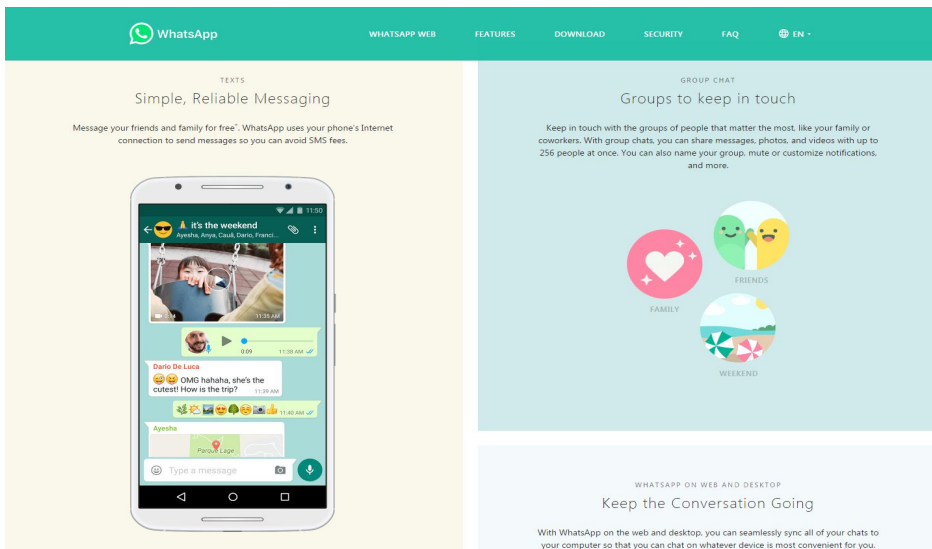 WhatsApp
WHATSAPP WEB
FEATURES
DOWNLOAD
SECURITY
FAQ
EN
TEXTS
Simple, Reliable Messaging
Message your friends and family for free*. WhatsApp uses your phone's Internet
connection to send messages so you can avoid SMS fees.
11:50
it's the weekend
Ayesha, Anya, Cauã, Dario, Franci...
11:35 AM
0:09
11:38 AM
Dario De Luca
OMG hahaha, she's the
cutest! How is the trip?
11:39 AM
11:40 AM
Ayesha
Parque Lage
Type a message
GROUP CHAT
Groups to keep in touch
Keep in touch with the groups of people that matter the most, like your family or
coworkers. With group chats, you can share messages, photos, and videos with up to
256 people at once. You can also name your group, mute or customize notifications,
and more.
FRIENDS
FAMILY
WEEKEND
WHATSAPP ON WEB AND DESKTOP
Keep the Conversation Going
With WhatsApp on the web and desktop, you can seamlessly sync all of your chats to
your computer so that you can chat on whatever device is most convenient for you.